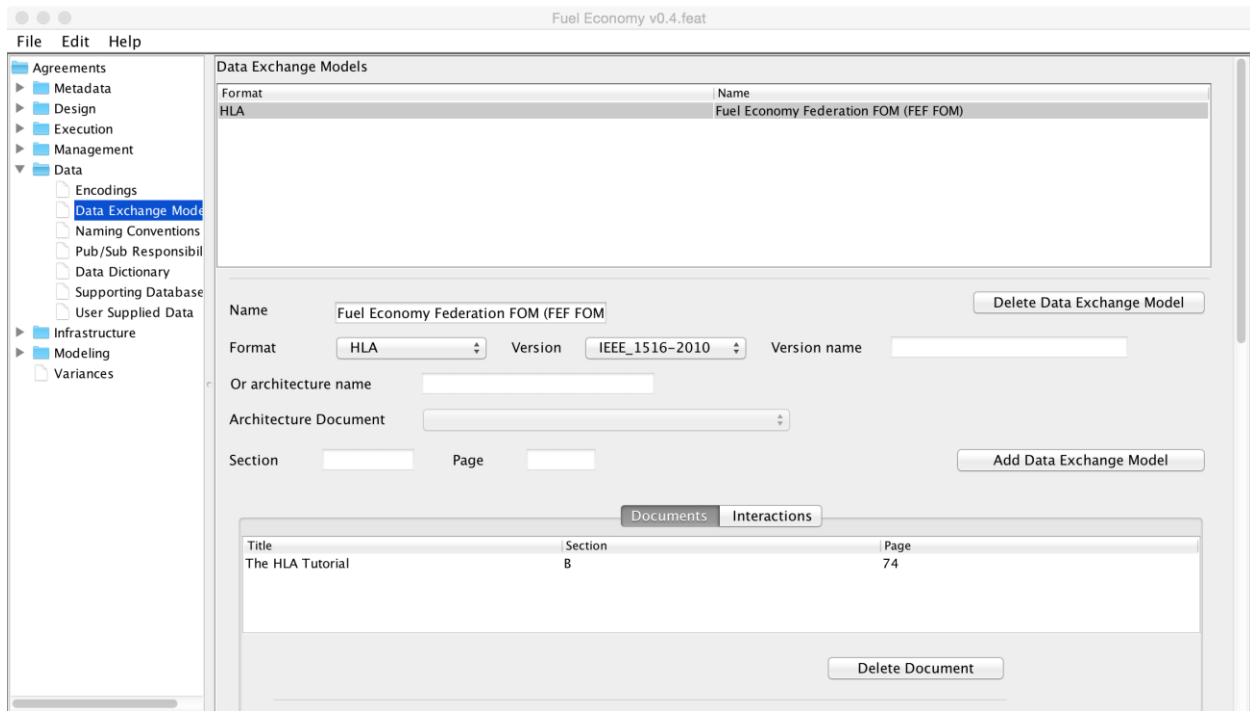 Fuel Economy v0.4.feat
File Edit Help
Agreements
Metadata
Design
Execution
Management
Data
Encodings
Data Exchange Mode
Naming Conventions
Pub/Sub Responsibil
Data Dictionary
Supporting Database
User Supplied Data
Infrastructure
Modeling
Variances
Data Exchange Models
Format Name
HLA Fuel Economy Federation FOM (FEF FOM)
Name Fuel Economy Federation FOM (FEF FOM Delete Data Exchange Model
Format HLA Version IEEE_1516-2010 Version name
Or architecture name
Architecture Document
Section Page Add Data Exchange Model
Documents Interactions
Title Section Page
The HLA Tutorial B 74
Delete Document